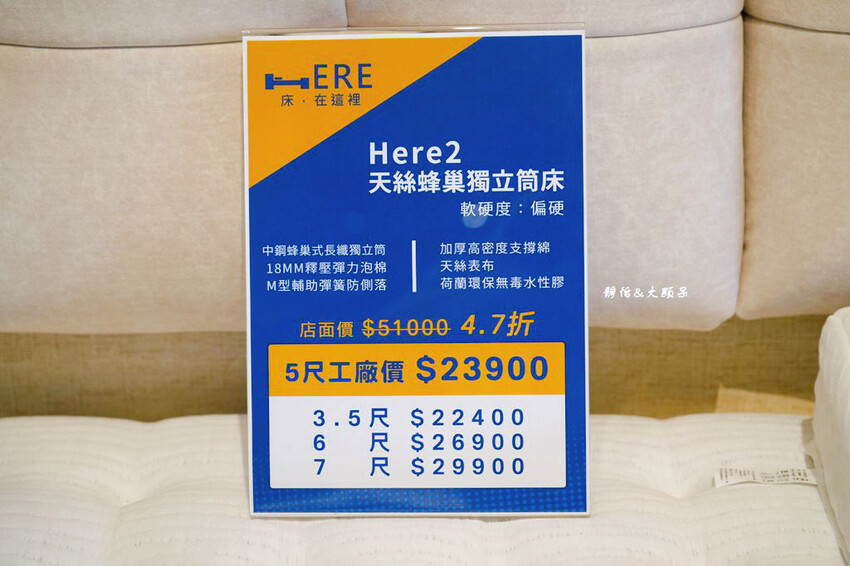 HERE
床．在這裡
Here2
天絲蜂巢獨立筒床
軟硬度：偏硬
中鋼蜂巢式長纖獨立筒
18MM釋壓彈力泡棉
M型輔助彈簧防側落
加厚高密度支撐綿
天絲表布
荷蘭環保無毒水性膠
店面價 $51000 4.7折
5尺工廠價 $23900
3.5尺 $22400
6 尺 $26900
7 尺 $29900